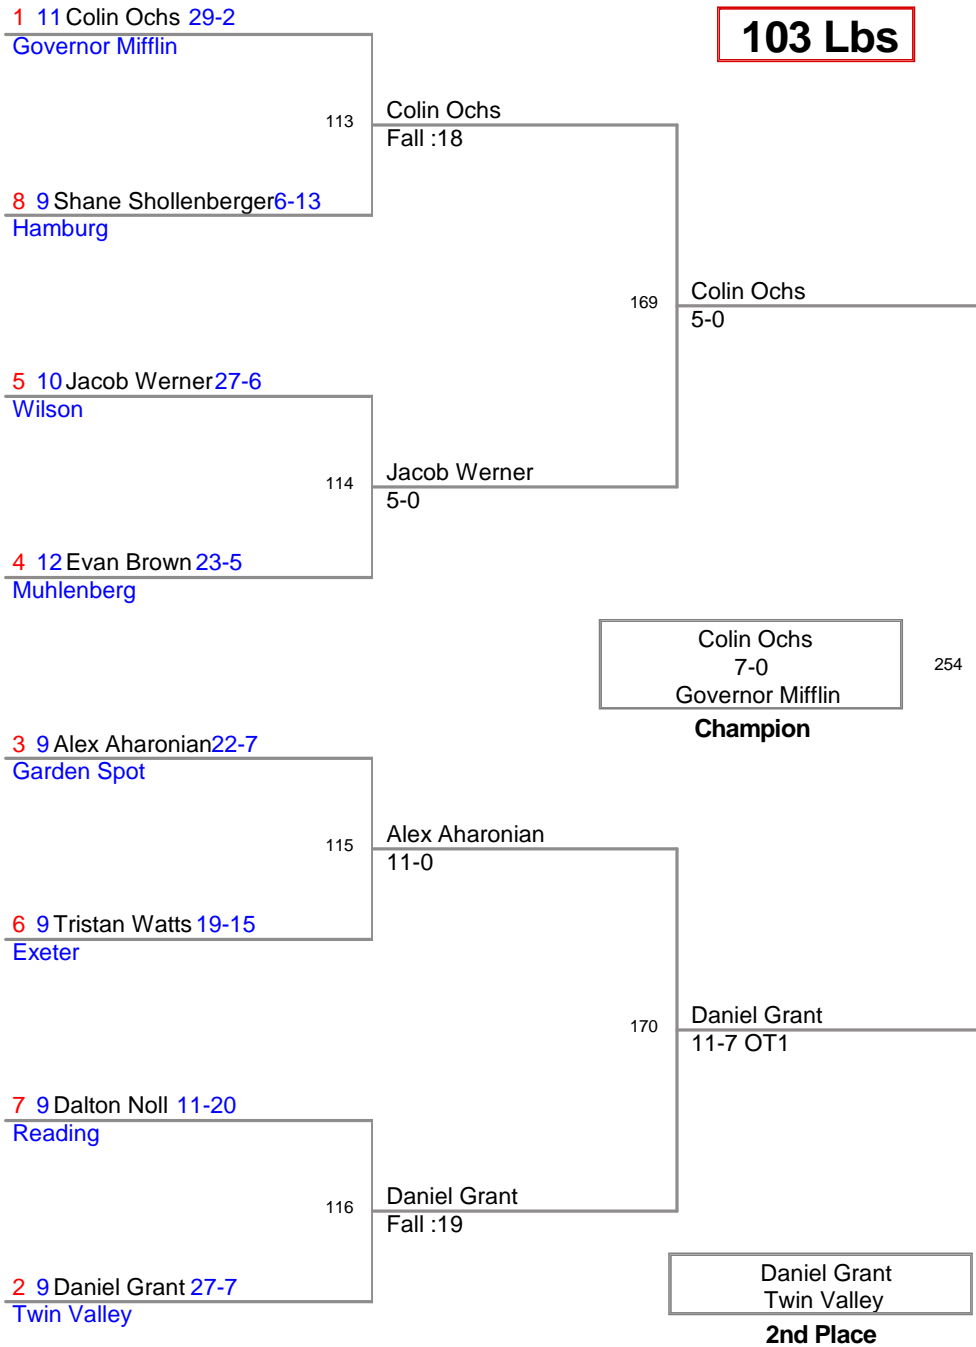 1 11 Colin Ochs 29-2
Governor Mifflin
103 Lbs
113
Colin Ochs
Fall :18
8 9 Shane Shollenberger 6-13
Hamburg
169
Colin Ochs
5-0
5 10 Jacob Werner 27-6
Wilson
114
Jacob Werner
5-0
4 12 Evan Brown 23-5
Muhlenberg
Colin Ochs
7-0
Governor Mifflin
254
Champion
3 9 Alex Aharonian 22-7
Garden Spot
115
Alex Aharonian
11-0
6 9 Tristan Watts 19-15
Exeter
170
Daniel Grant
11-7 OT1
7 9 Dalton Noll 11-20
Reading
116
Daniel Grant
Fall :19
2 9 Daniel Grant 27-7
Twin Valley
Daniel Grant
Twin Valley
2nd Place